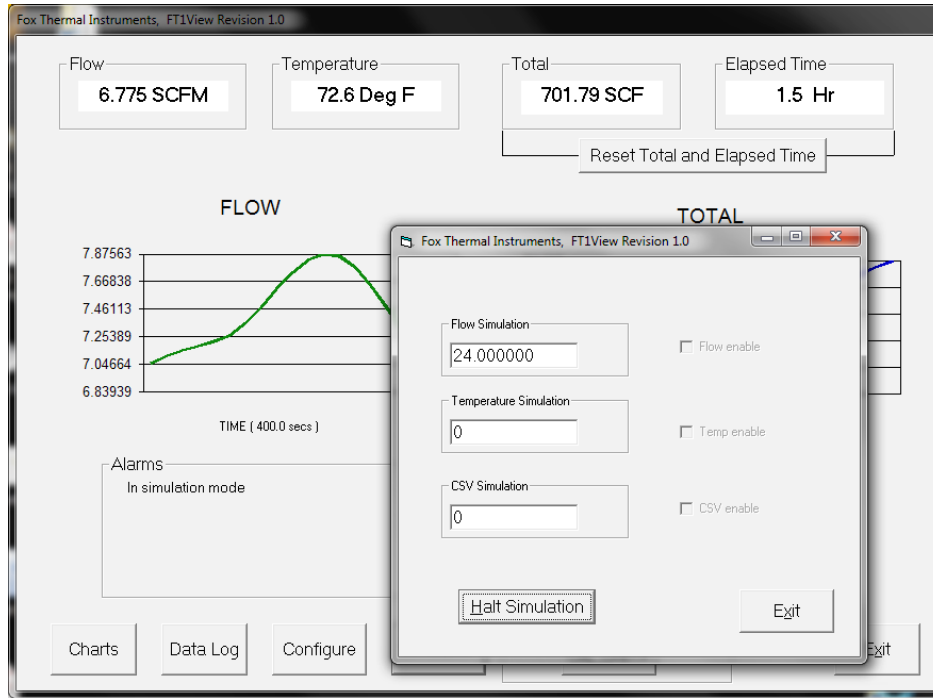 Fox Thermal Instruments, FT1View Revision 1.0
Flow
6.775 SCFM
Temperature
72.6 Deg F
Total
701.79 SCF
Elapsed Time
1.5 Hr
Reset Total and Elapsed Time
FLOW
7.87563
7.66838
7.46113
7.25389
7.04664
6.83939
TIME ( 400.0 secs )
TOTAL
Alarms
In simulation mode
Charts
Data Log
Configure
Exit
Fox Thermal Instruments, FT1View Revision 1.0
Flow Simulation
24.000000
Flow enable
Temperature Simulation
0
Temp enable
CSV Simulation
0
CSV enable
Halt Simulation
Exit